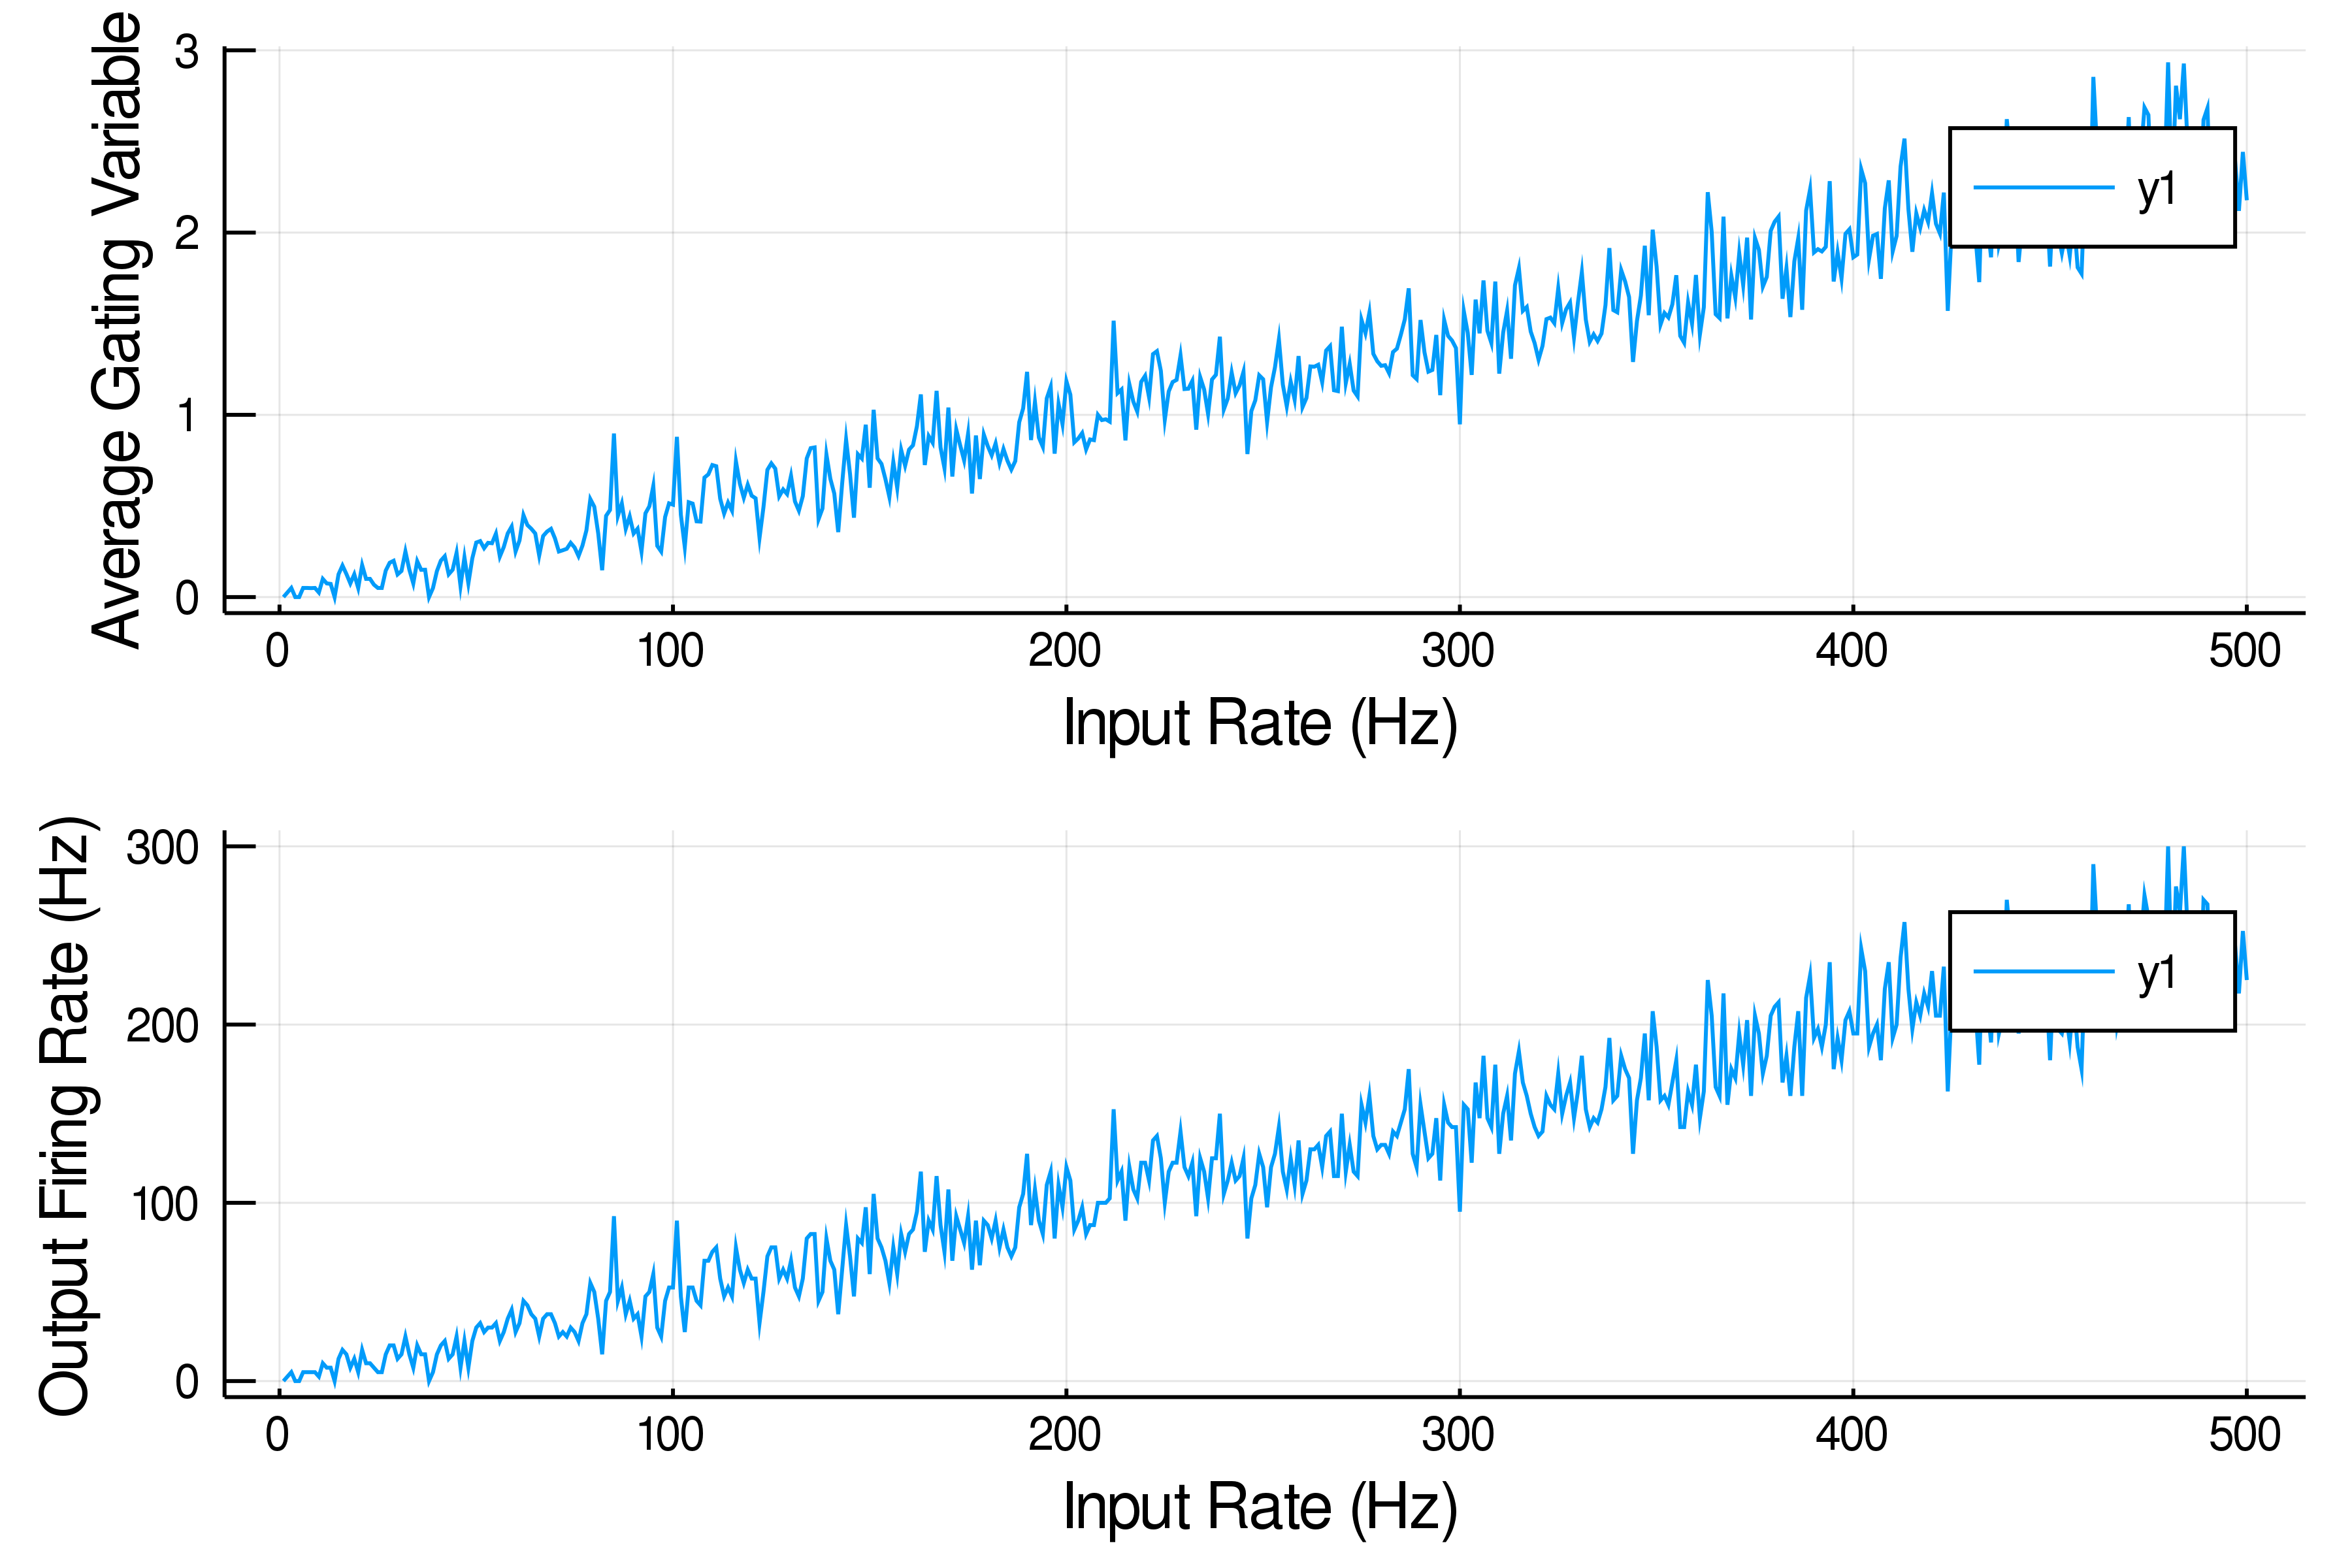 Average Gating Variable
3
2
1
0
y1
0 100 200 300 400 500
Input Rate (Hz)
Output Firing Rate (Hz)
300
200
100
0
y1
0 100 200 300 400 500
Input Rate (Hz)